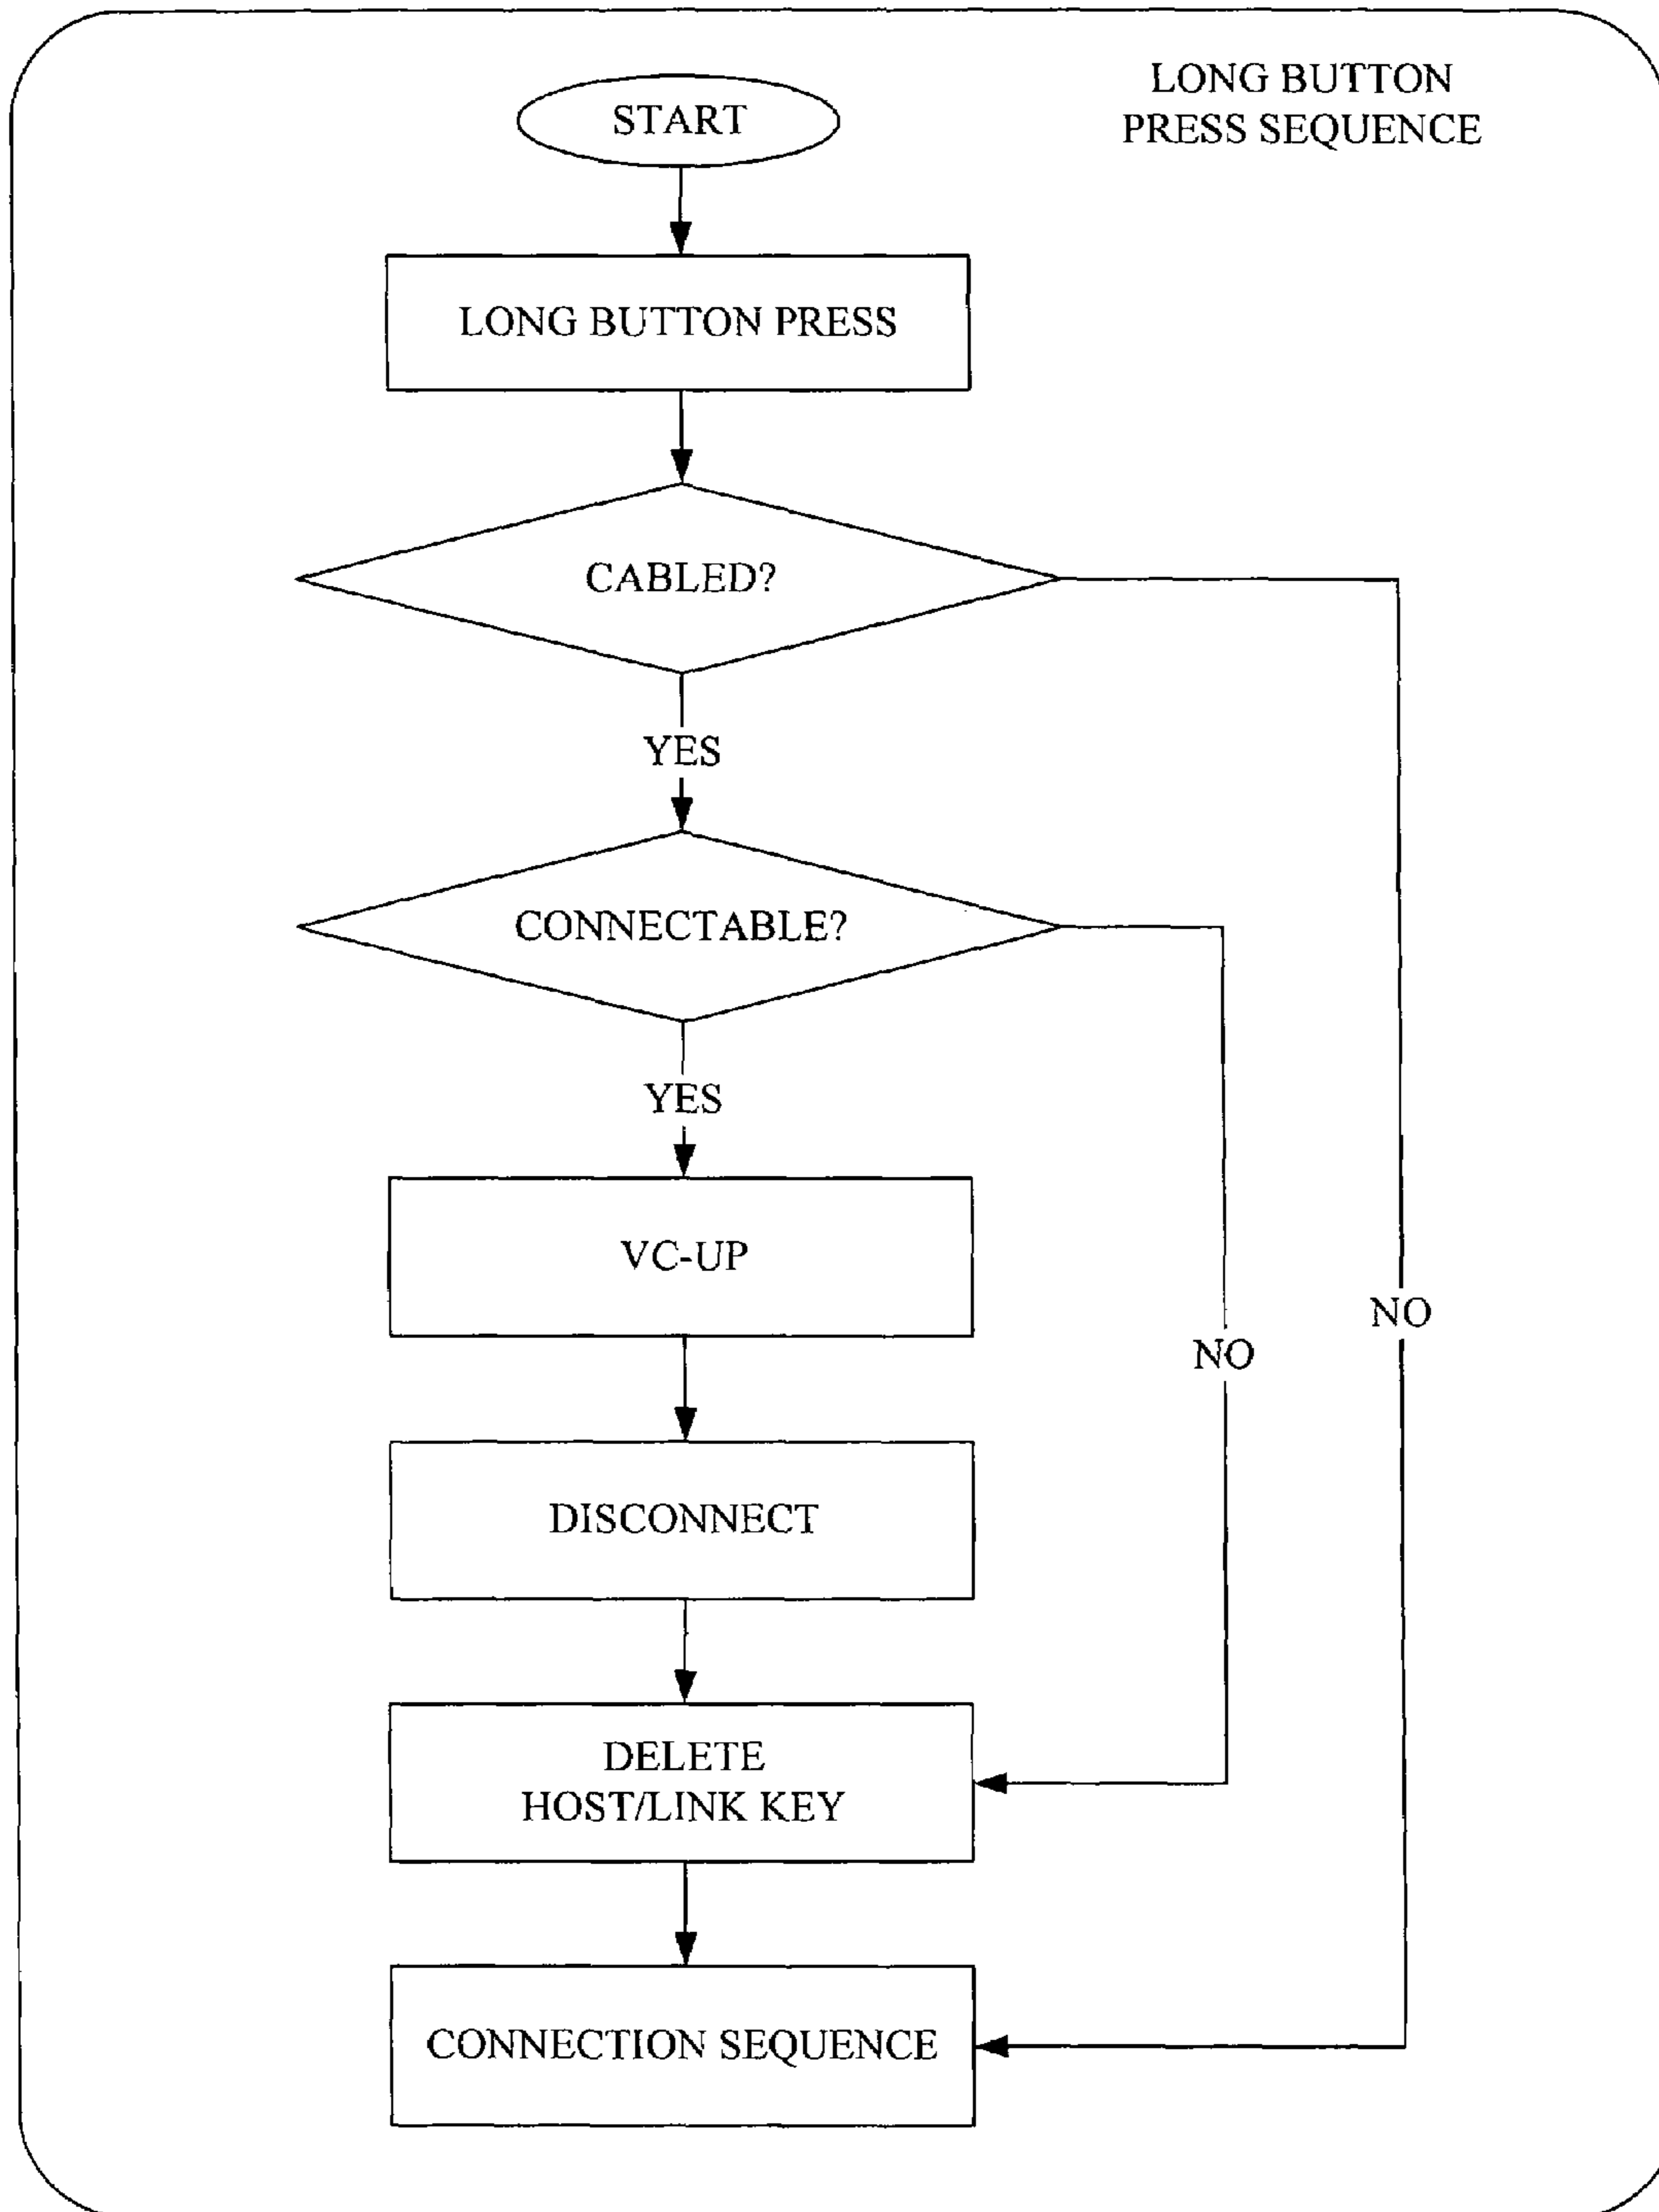 LONG BUTTON
PRESS SEQUENCE
START
LONG BUTTON PRESS
CABLED?
YES
CONNECTABLE?
YES
VC-UP
NO
NO
DISCONNECT
DELETE
HOST/LINK KEY
CONNECTION SEQUENCE